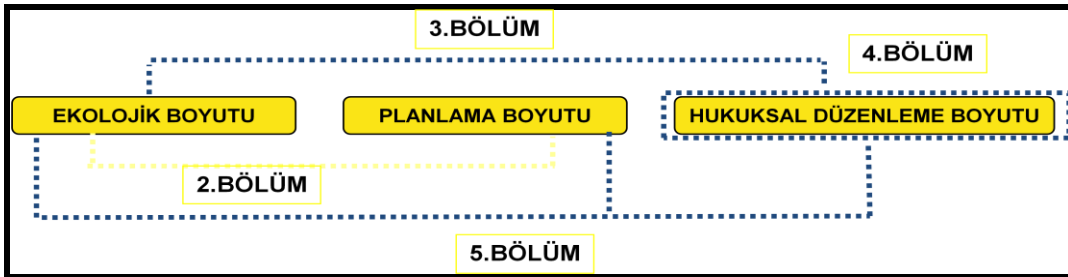 3.BÖLÜM
4.BÖLÜM
EKOLOJİK BOYUTU
PLANLAMA BOYUTU
HUKUKSAL DÜZENLEME BOYUTU
2.BÖLÜM
5.BÖLÜM